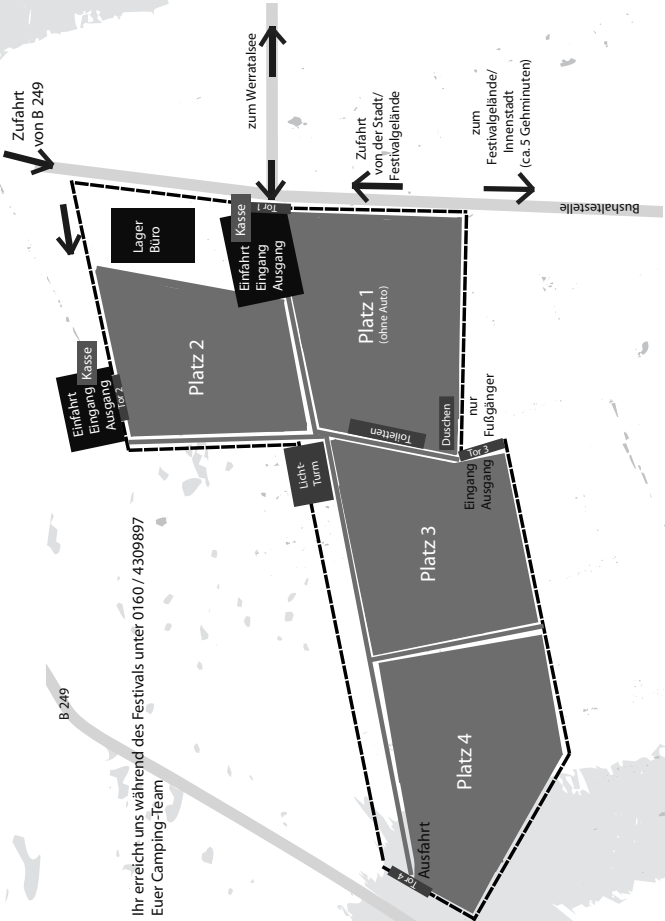 Zufahrt
von B 249
zum Werratalsee
Zufahrt
von der Stadt/
Festivalgelände
zum
Festivalgelände/
Innenstadt
(ca. 5 Gehminuten)
Bushaltestelle
Lager
Büro
Kasse
Tor 1
Einfahrt
Eingang
Ausgang
Platz 1
(ohne Auto)
Platz 2
Kasse
Einfahrt
Eingang
Ausgang
Tor 2
Toiletten
Duschen
nur
Fußgänger
Tor 3
Eingang
Ausgang
Licht-
Turm
Platz 3
Platz 4
Tor 4
Ausfahrt
B 249
Ihr erreicht uns während des Festivals unter 0160 / 4309897
Euer Camping-Team